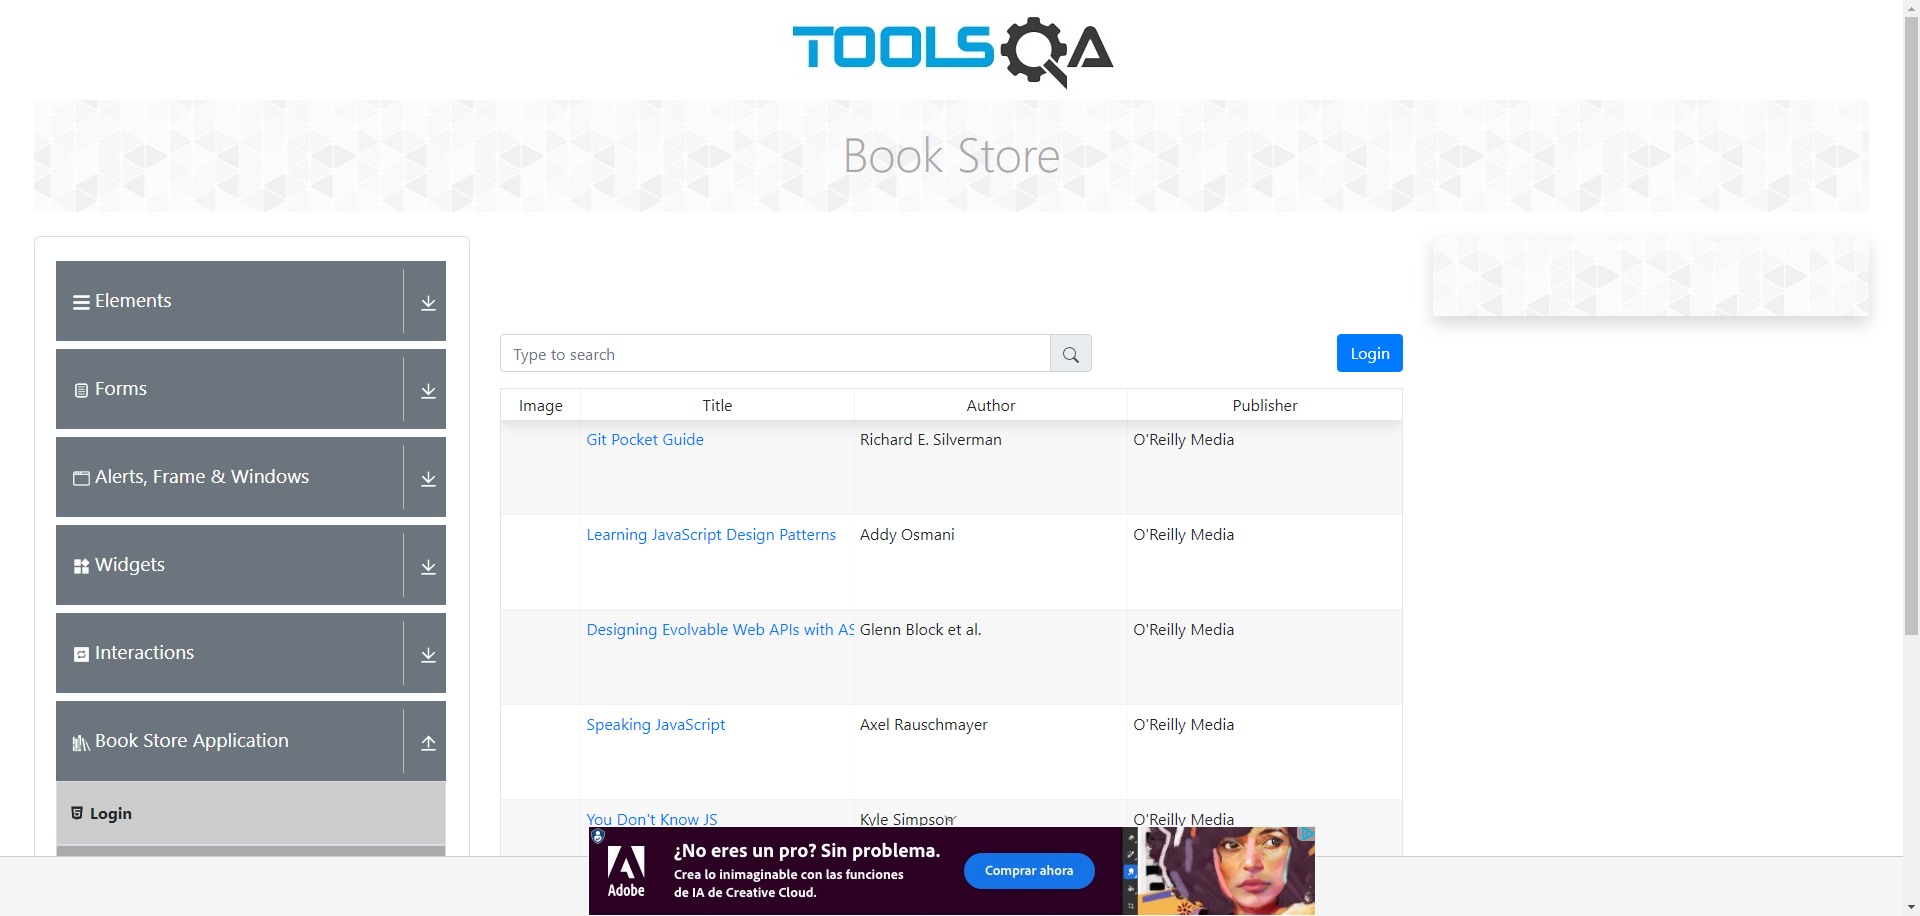 TOOLSQA
Book Store
Elements
Forms
Alerts, Frame & Windows
Widgets
Interactions
Book Store Application
Login
Type to search
Login
Image Title Author Publisher
Git Pocket Guide Richard E. Silverman O'Reilly Media
Learning JavaScript Design Patterns Addy Osmani O'Reilly Media
Designing Evolvable Web APIs with AS Glenn Block et al. O'Reilly Media
Speaking JavaScript Axel Rauschmayer O'Reilly Media
You Don't Know JS Kyle Simpson O'Reilly Media
Adobe
¿No eres un pro? Sin problema.
Crea lo inimaginable con las funciones
de IA de Creative Cloud.
Comprar ahora